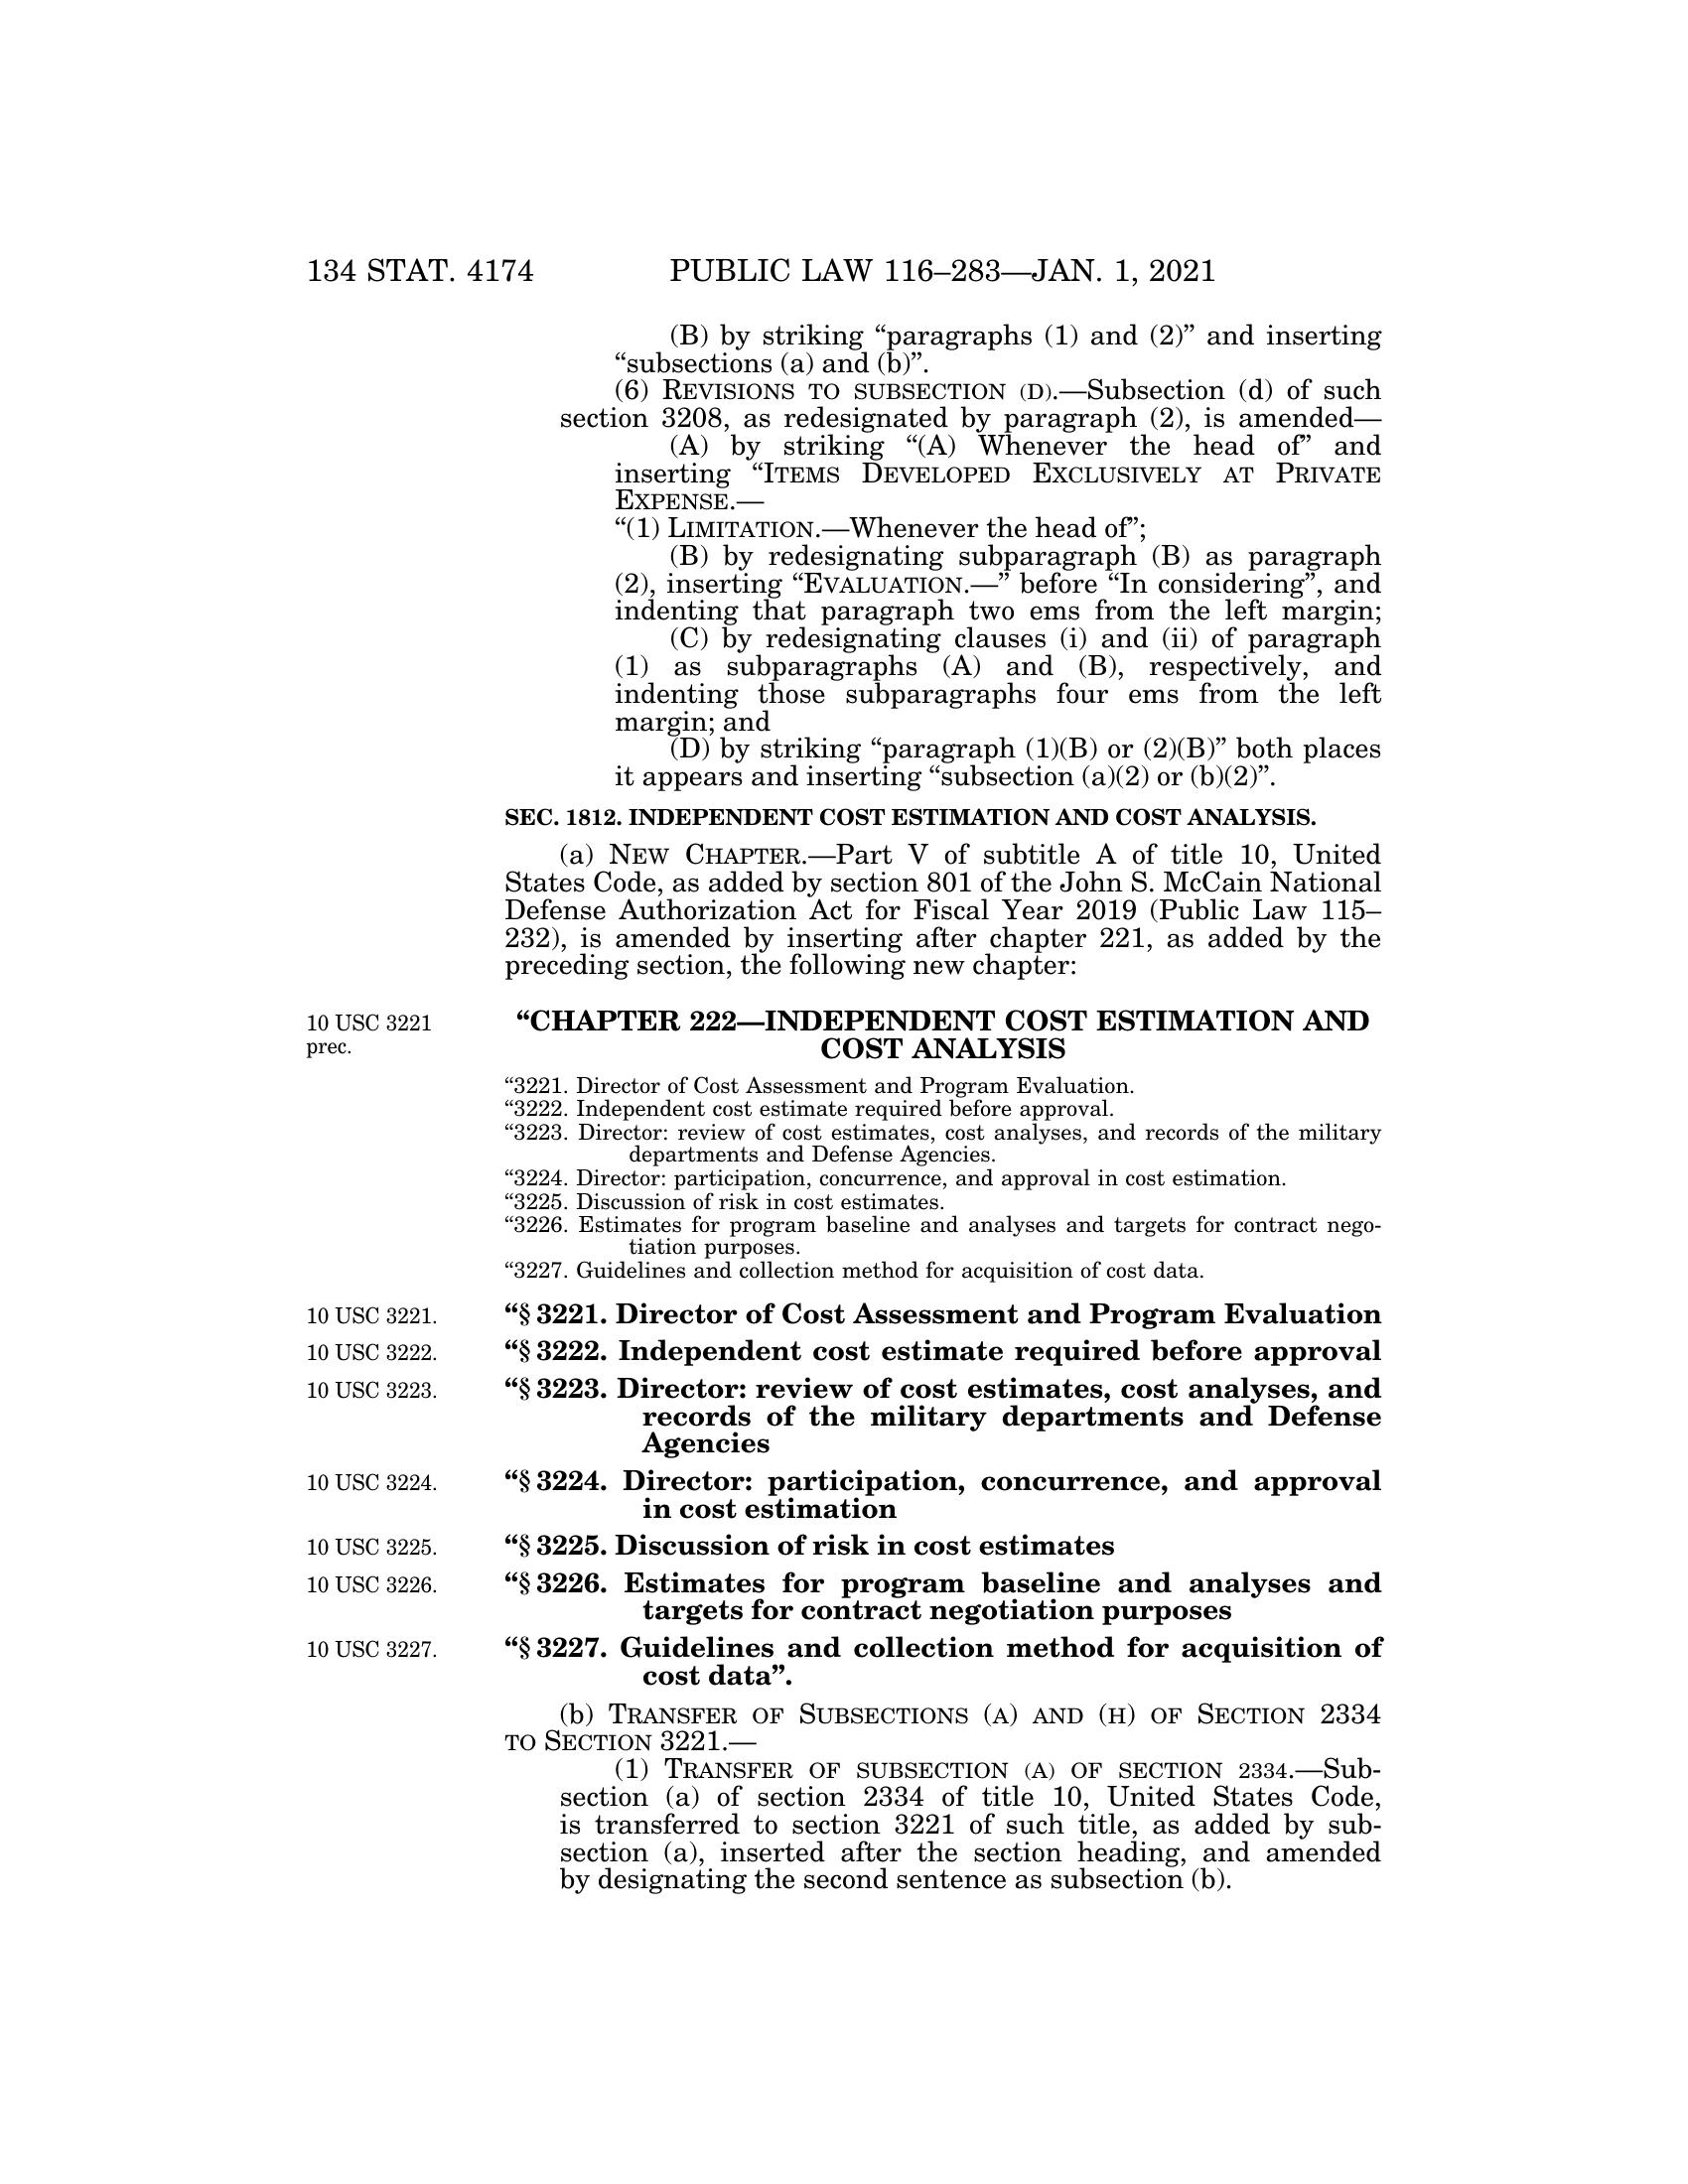 134 STAT. 4174 PUBLIC LAW 116–283—JAN. 1, 2021
(B) by striking “paragraphs (1) and (2)” and inserting
“subsections (a) and (b)”.
(6) REVISIONS TO SUBSECTION (D).—Subsection (d) of such
section 3208, as redesignated by paragraph (2), is amended—
(A) by striking “(A) Whenever the head of” and
inserting “ITEMS DEVELOPED EXCLUSIVELY AT PRIVATE
EXPENSE.—
“(1) LIMITATION.—Whenever the head of”;
(B) by redesignating subparagraph (B) as paragraph
(2), inserting “EVALUATION.—” before “In considering”, and
indenting that paragraph two ems from the left margin;
(C) by redesignating clauses (i) and (ii) of paragraph
(1) as subparagraphs (A) and (B), respectively, and
indenting those subparagraphs four ems from the left
margin; and
(D) by striking “paragraph (1)(B) or (2)(B)” both places
it appears and inserting “subsection (a)(2) or (b)(2)”.
SEC. 1812. INDEPENDENT COST ESTIMATION AND COST ANALYSIS.
(a) NEW CHAPTER.—Part V of subtitle A of title 10, United
States Code, as added by section 801 of the John S. McCain National
Defense Authorization Act for Fiscal Year 2019 (Public Law 115–
232), is amended by inserting after chapter 221, as added by the
preceding section, the following new chapter:
10 USC 3221
prec.
“CHAPTER 222—INDEPENDENT COST ESTIMATION AND
COST ANALYSIS
“3221. Director of Cost Assessment and Program Evaluation.
“3222. Independent cost estimate required before approval.
“3223. Director: review of cost estimates, cost analyses, and records of the military
departments and Defense Agencies.
“3224. Director: participation, concurrence, and approval in cost estimation.
“3225. Discussion of risk in cost estimates.
“3226. Estimates for program baseline and analyses and targets for contract nego-
tiation purposes.
“3227. Guidelines and collection method for acquisition of cost data.
10 USC 3221. “§ 3221. Director of Cost Assessment and Program Evaluation
10 USC 3222. “§ 3222. Independent cost estimate required before approval
10 USC 3223. “§ 3223. Director: review of cost estimates, cost analyses, and
records of the military departments and Defense
Agencies
10 USC 3224. “§ 3224. Director: participation, concurrence, and approval
in cost estimation
10 USC 3225. “§ 3225. Discussion of risk in cost estimates
10 USC 3226. “§ 3226. Estimates for program baseline and analyses and
targets for contract negotiation purposes
10 USC 3227. “§ 3227. Guidelines and collection method for acquisition of
cost data”.
(b) TRANSFER OF SUBSECTIONS (A) AND (H) OF SECTION 2334
TO SECTION 3221.—
(1) TRANSFER OF SUBSECTION (A) OF SECTION 2334.—Sub-
section (a) of section 2334 of title 10, United States Code,
is transferred to section 3221 of such title, as added by sub-
section (a), inserted after the section heading, and amended
by designating the second sentence as subsection (b).